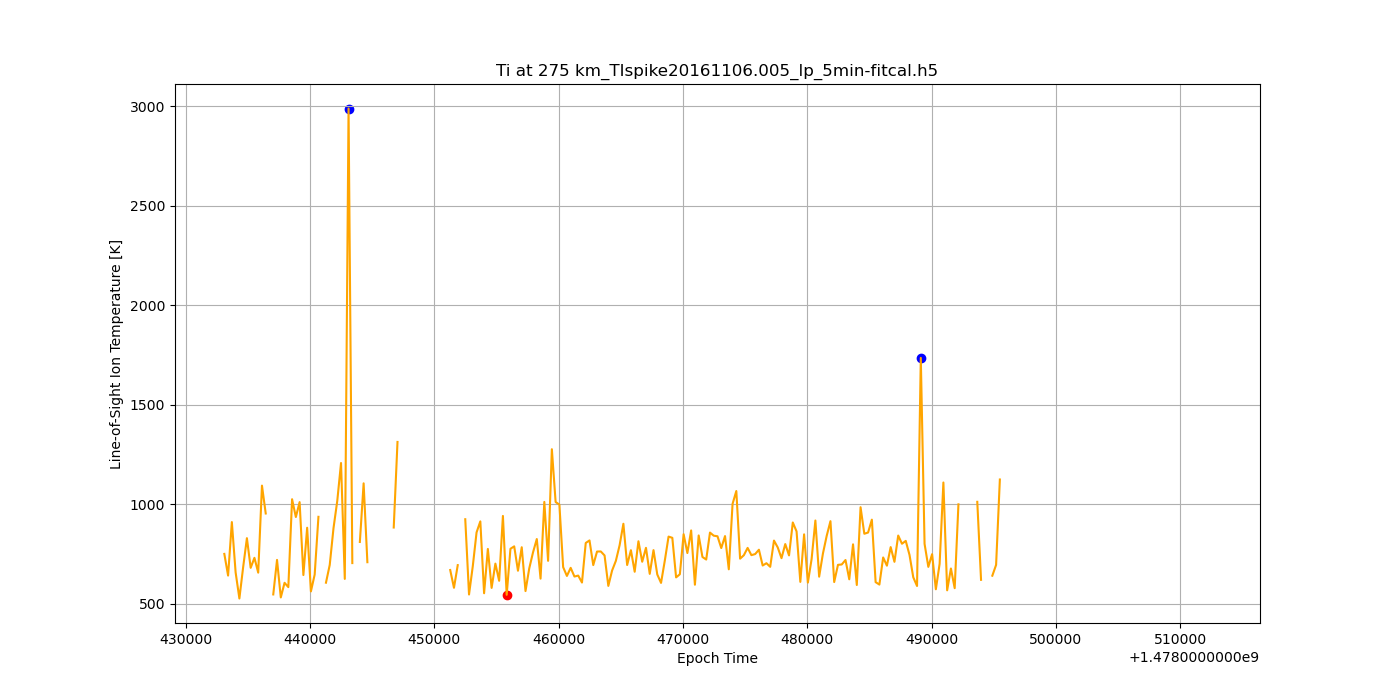 Ti at 275 km_TIspike20161106.005_lp_5min-fitcal.h5
Line-of-Sight Ion Temperature [K]
3000
2500
2000
1500
1000
500
430000 440000 450000 460000 470000 480000 490000 500000 510000
Epoch Time
+1.4780000000e9